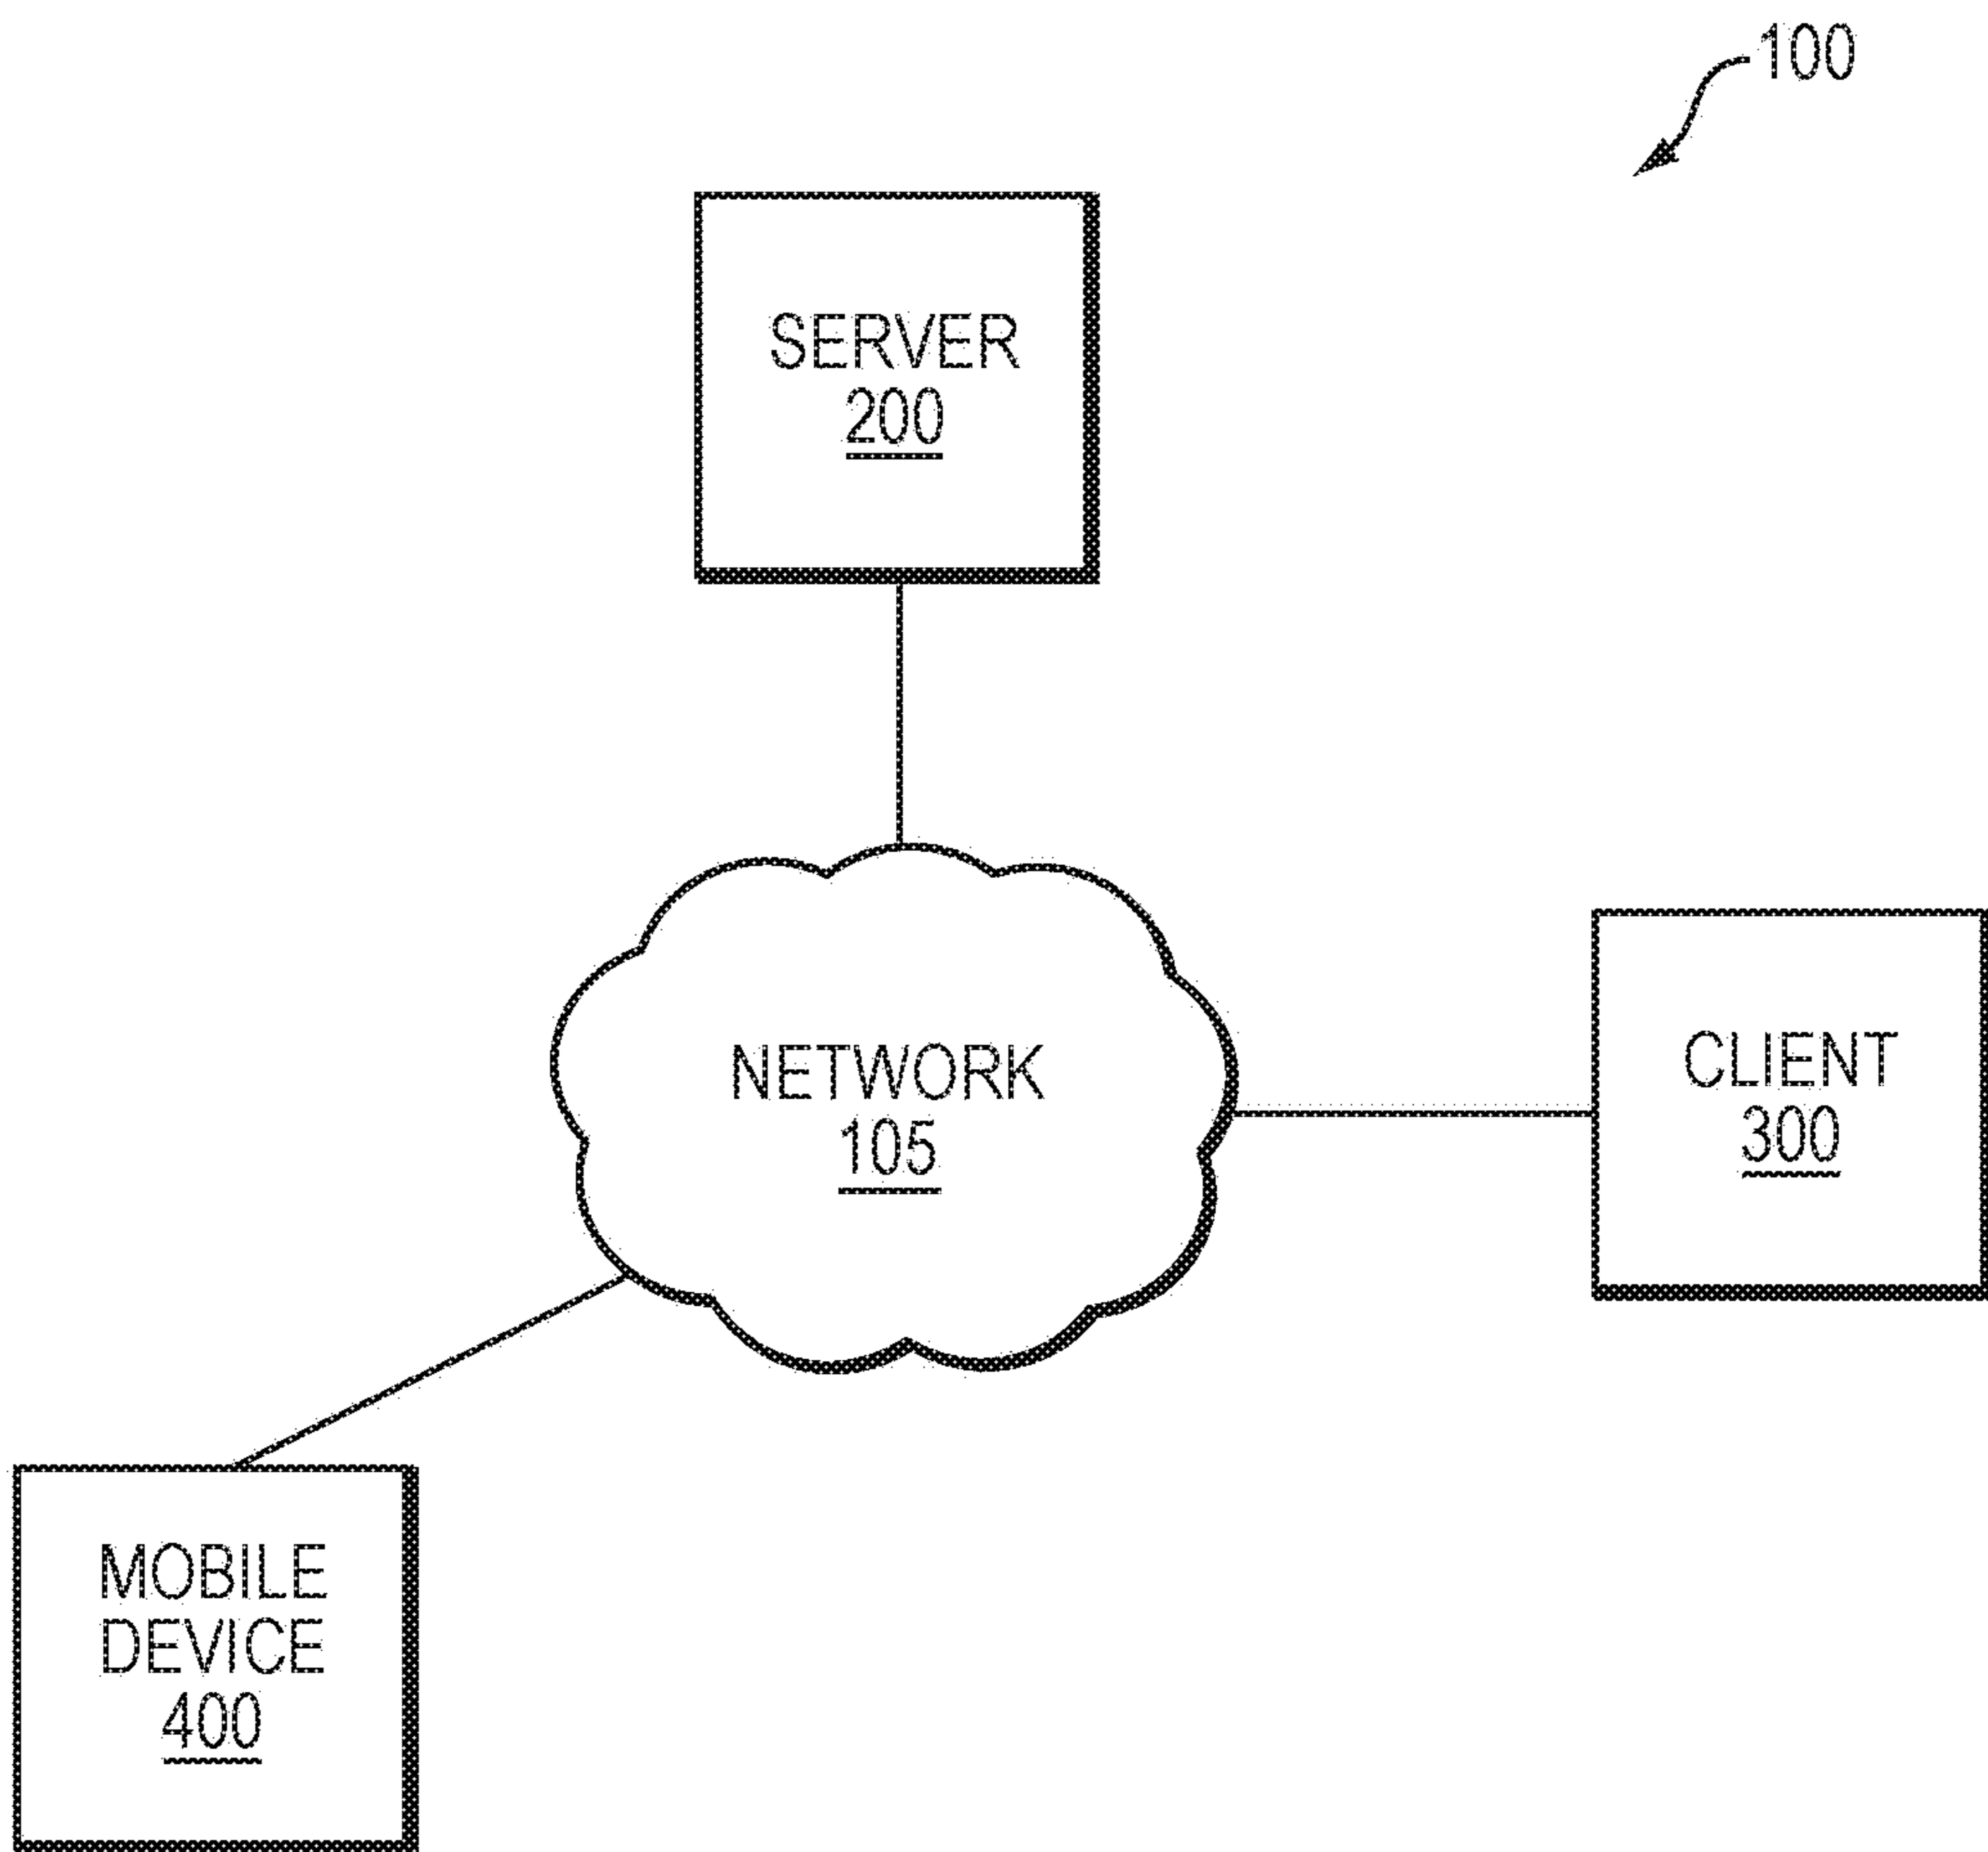 100
SERVER
200
NETWORK
105
CLIENT
300
MOBILE
DEVICE
400